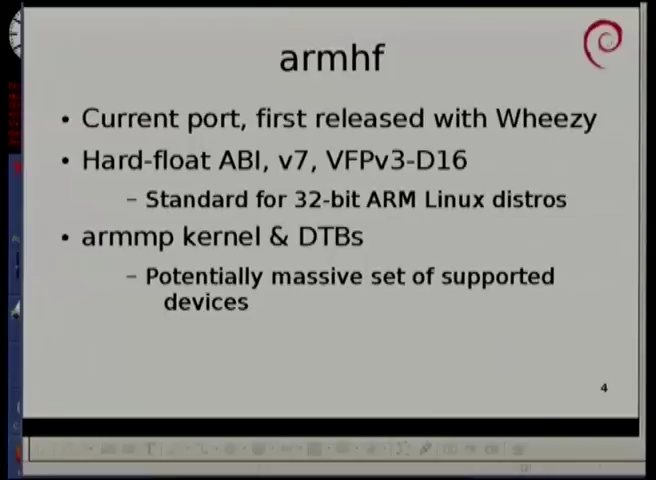 armhf
• Current port, first released with Wheezy
• Hard-float ABI, v7, VFPv3-D16
– Standard for 32-bit ARM Linux distros
• armmp kernel & DTBs
– Potentially massive set of supported
devices
4